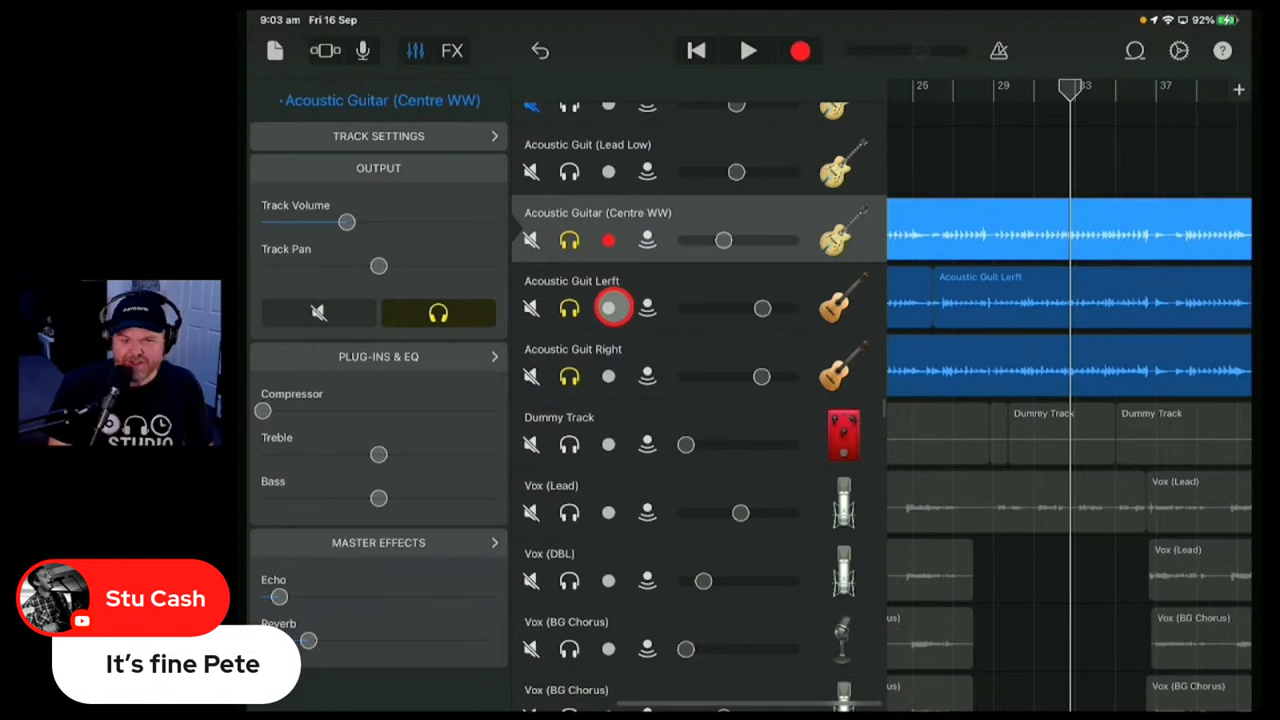 9:03 am Fri 16 Sep
92%
FX
Acoustic Guitar (Centre WW)
25 29 33 37
TRACK SETTINGS
OUTPUT
Track Volume
Track Pan
PLUG-INS & EQ
Compressor
Treble
Bass
MASTER EFFECTS
Echo
Reverb
Acoustic Guit (Lead Low)
Acoustic Guitar (Centre WW)
Acoustic Guit Lerft
Acoustic Guit Lerft
Acoustic Guit Right
Dummy Track
Dummy Track
Dummy Track
Vox (Lead)
Vox (Lead)
Vox (DBL)
Vox (Lead)
Vox (BG Chorus)
us)
Vox (BG Chorus)
Vox (BG Chorus)
us)
Vox (BG Chorus)
STUDIO
Stu Cash
It's fine Pete